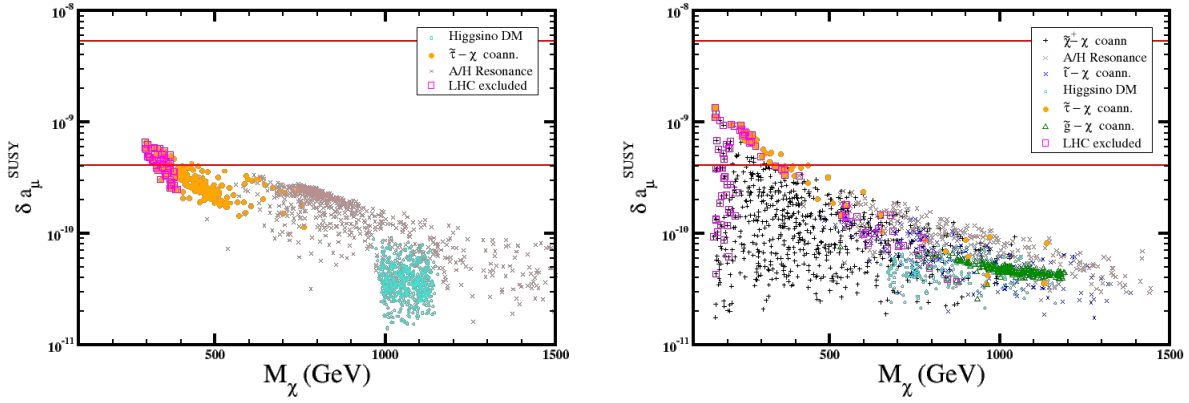 10⁻⁸
10⁻⁹
10⁻¹⁰
10⁻¹¹
δ a_μ^SUSY
Higgsino DM
τ̃ − χ coann.
A/H Resonance
LHC excluded
500
1000
1500
M_χ (GeV)
10⁻⁸
10⁻⁹
10⁻¹⁰
10⁻¹¹
δ a_μ^SUSY
χ̃⁺ χ coann
A/H Resonance
t̃ − χ coann.
Higgsino DM
τ̃ − χ coann.
g̃ − χ coann.
LHC excluded
500
1000
1500
M_χ (GeV)